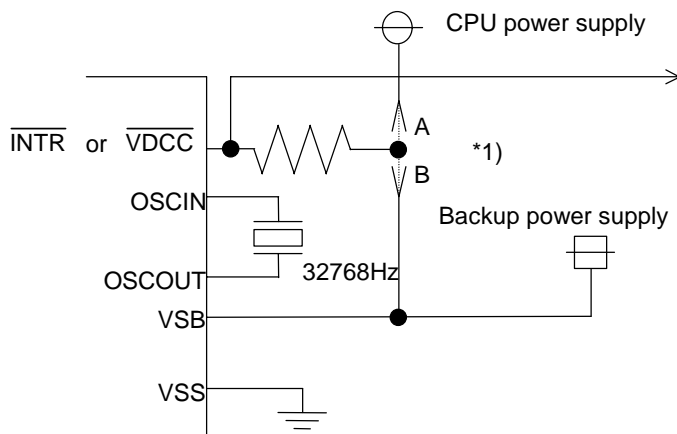 CPU power supply
A
INTR or VDCC
*1)
B
OSCIN
Backup power supply
OSCOUT
32768Hz
VSB
VSS